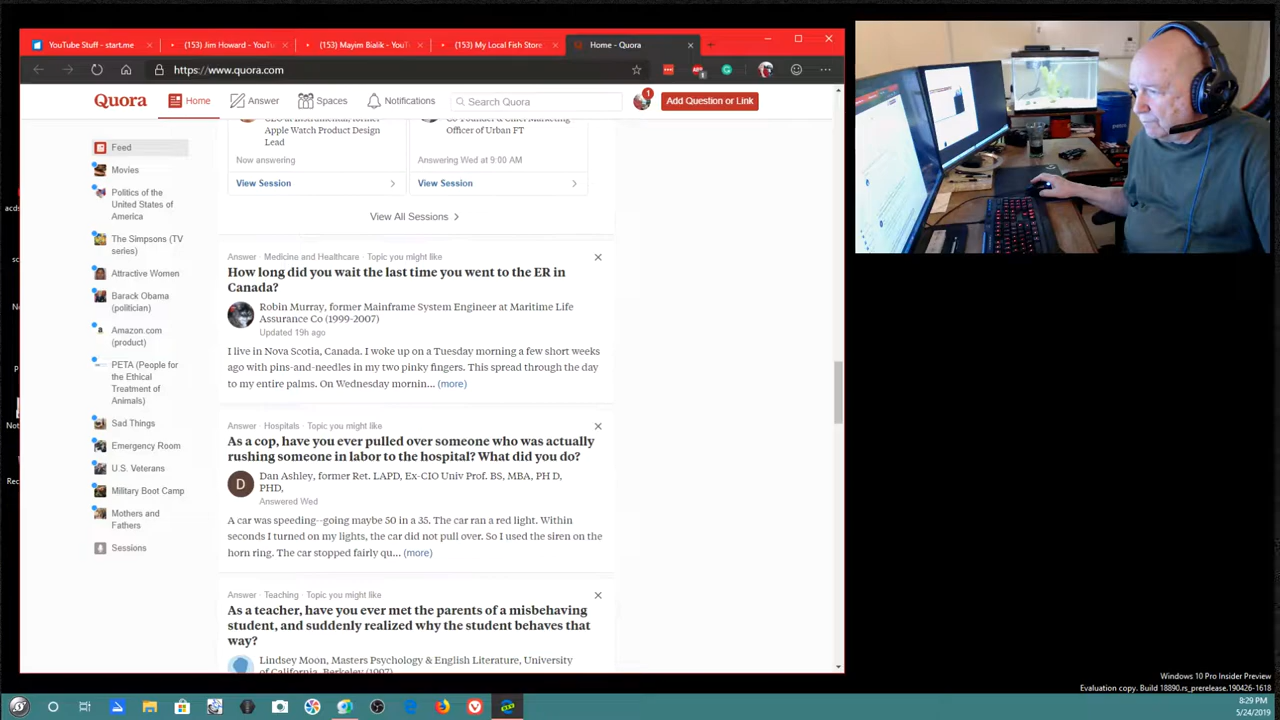 YouTube Stuff - start.me
(153) Jim Howard - YouTu
(153) Mayim Bialik - YouTu
(153) My Local Fish Store
Home - Quora
https://www.quora.com
Quora
Home
Answer
Spaces
Notifications
Search Quora
1
Add Question or Link
Feed
Movies
Politics of the
United States of
America
The Simpsons (TV
series)
Attractive Women
Barack Obama
(politician)
Amazon.com
(product)
PETA (People for
the Ethical
Treatment of
Animals)
Sad Things
Emergency Room
U.S. Veterans
Military Boot Camp
Mothers and
Fathers
Sessions
CEO at Instrumental, former
Apple Watch Product Design
Lead
Now answering
View Session
Co-Founder & Chief Marketing
Officer of Urban FT
Answering Wed at 9:00 AM
View Session
View All Sessions
Answer · Medicine and Healthcare · Topic you might like
How long did you wait the last time you went to the ER in
Canada?
Robin Murray, former Mainframe System Engineer at Maritime Life
Assurance Co (1999-2007)
Updated 19h ago
I live in Nova Scotia, Canada. I woke up on a Tuesday morning a few short weeks
ago with pins-and-needles in my two pinky fingers. This spread through the day
to my entire palms. On Wednesday mornin... (more)
Answer · Hospitals · Topic you might like
As a cop, have you ever pulled over someone who was actually
rushing someone in labor to the hospital? What did you do?
D
Dan Ashley, former Ret. LAPD, Ex-CIO Univ Prof. BS, MBA, PH D,
PHD,
Answered Wed
A car was speeding--going maybe 50 in a 35. The car ran a red light. Within
seconds I turned on my lights, the car did not pull over. So I used the siren on the
horn ring. The car stopped fairly qu... (more)
Answer · Teaching · Topic you might like
As a teacher, have you ever met the parents of a misbehaving
student, and suddenly realized why the student behaves that
way?
Lindsey Moon, Masters Psychology & English Literature, University
of California, Berkeley (1997)
acds
Windows 10 Pro Insider Preview
Evaluation copy. Build 18890.rs_prerelease.190426-1618
8:29 PM
5/24/2019